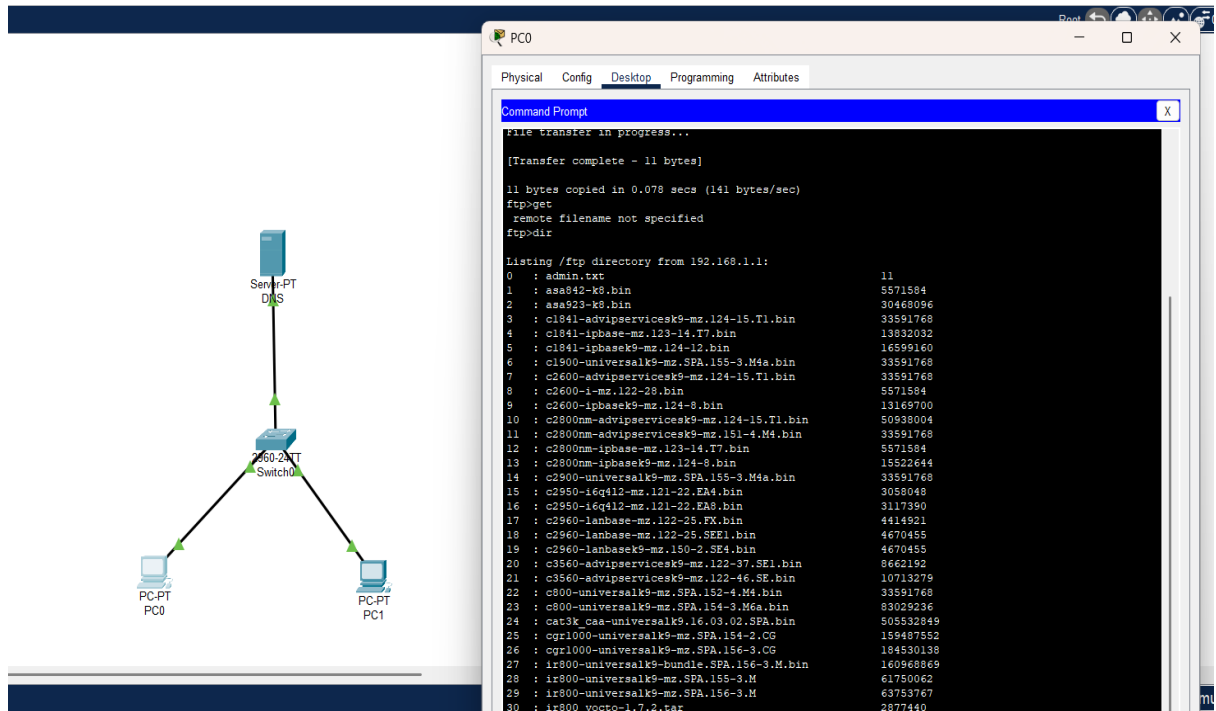 Root
PC0
Physical Config Desktop Programming Attributes
Command Prompt X
File transfer in progress...
[Transfer complete - 11 bytes]
11 bytes copied in 0.078 secs (141 bytes/sec)
ftp>get
remote filename not specified
ftp>dir
Listing /ftp directory from 192.168.1.1:
0 : admin.txt 11
1 : asa842-k8.bin 5571584
2 : asa923-k8.bin 30468096
3 : c1841-advipservicesk9-mz.124-15.T1.bin 33591768
4 : c1841-ipbase-mz.123-14.T7.bin 13832032
5 : c1841-ipbasek9-mz.124-12.bin 16599160
6 : c1900-universalk9-mz.SPA.155-3.M4a.bin 33591768
7 : c2600-advipservicesk9-mz.124-15.T1.bin 33591768
8 : c2600-i-mz.122-28.bin 5571584
9 : c2600-ipbasek9-mz.124-8.bin 13169700
10 : c2800nm-advipservicesk9-mz.124-15.T1.bin 50938004
11 : c2800nm-advipservicesk9-mz.151-4.M4.bin 33591768
12 : c2800nm-ipbase-mz.123-14.T7.bin 5571584
13 : c2800nm-ipbasek9-mz.124-8.bin 15522644
14 : c2900-universalk9-mz.SPA.155-3.M4a.bin 33591768
15 : c2950-i6q4l2-mz.121-22.EA4.bin 3058048
16 : c2950-i6q4l2-mz.121-22.EA8.bin 3117390
17 : c2960-lanbase-mz.122-25.FX.bin 4414921
18 : c2960-lanbase-mz.122-25.SEE1.bin 4670455
19 : c2960-lanbasek9-mz.150-2.SE4.bin 4670455
20 : c3560-advipservicesk9-mz.122-37.SE1.bin 8662192
21 : c3560-advipservicesk9-mz.122-46.SE.bin 10713279
22 : c800-universalk9-mz.SPA.152-4.M4.bin 33591768
23 : c800-universalk9-mz.SPA.154-3.M6a.bin 83029236
24 : cat3k_caa-universalk9.16.03.02.SPA.bin 505532849
25 : cgr1000-universalk9-mz.SPA.154-2.CG 159487552
26 : cgr1000-universalk9-mz.SPA.156-3.CG 184530138
27 : ir800-universalk9-bundle.SPA.156-3.M.bin 160968869
28 : ir800-universalk9-mz.SPA.155-3.M 61750062
29 : ir800-universalk9-mz.SPA.156-3.M 63753767
30 : ir800_yocto-1.7.2.tar 2877440
Server-PT
DNS
2960-24TT
Switch0
PC-PT
PC0
PC-PT
PC1